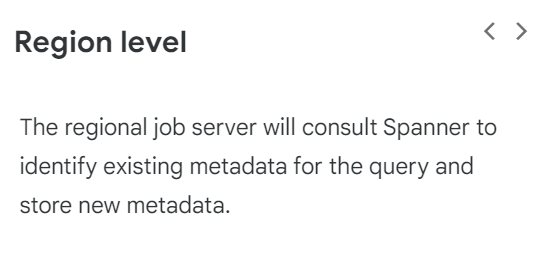 Region level
The regional job server will consult Spanner to
identify existing metadata for the query and
store new metadata.